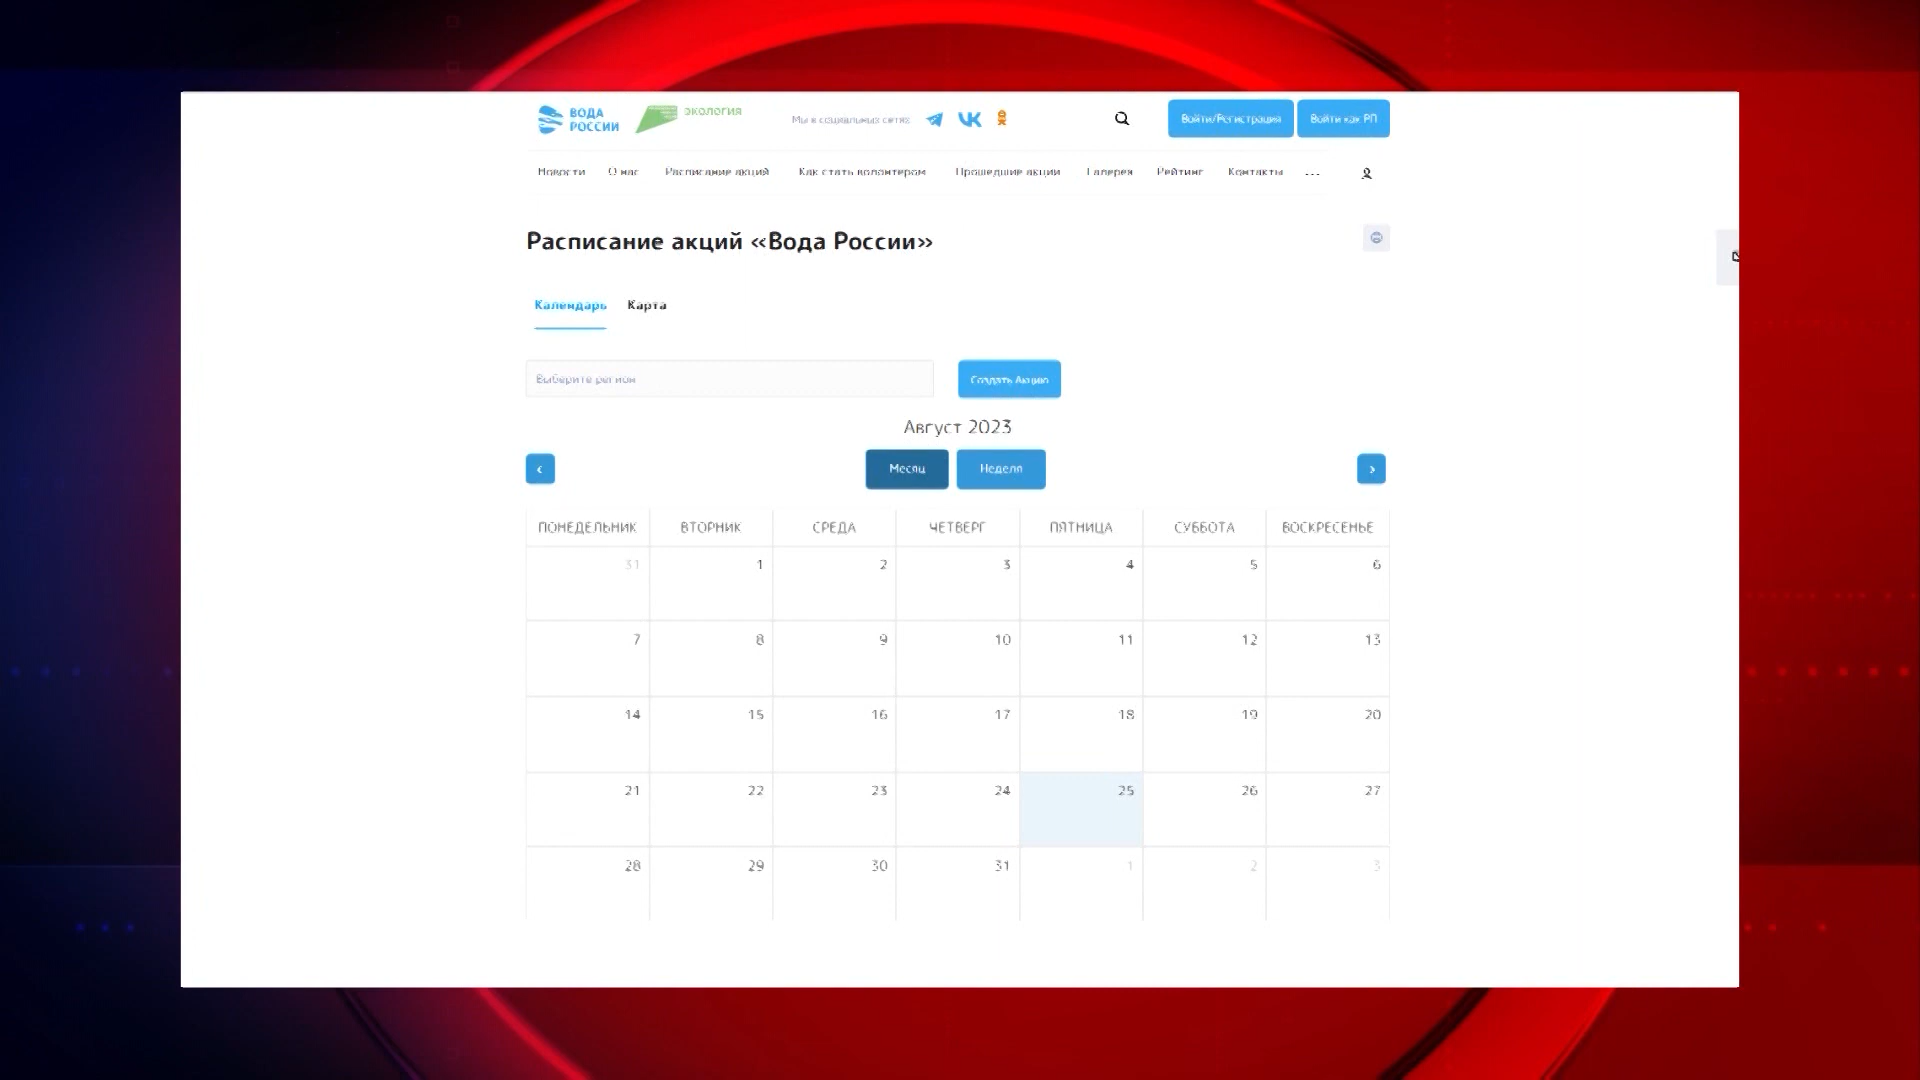 ВОДА
РОССИИ
ЭКОЛОГИЯ
Мы в социальных сетях
Войти/Регистрация
Войти как РП
Новости О нас Расписание акций Как стать волонтером Прошедшие акции Галерея Рейтинг Контакты ...
Расписание акций «Вода России»
Календарь Карта
Выберите регион
Создать Акцию
Август 2023
‹ Месяц Неделя ›
ПОНЕДЕЛЬНИК ВТОРНИК СРЕДА ЧЕТВЕРГ ПЯТНИЦА СУББОТА ВОСКРЕСЕНЬЕ
31 1 2 3 4 5 6
7 8 9 10 11 12 13
14 15 16 17 18 19 20
21 22 23 24 25 26 27
28 29 30 31 1 2 3